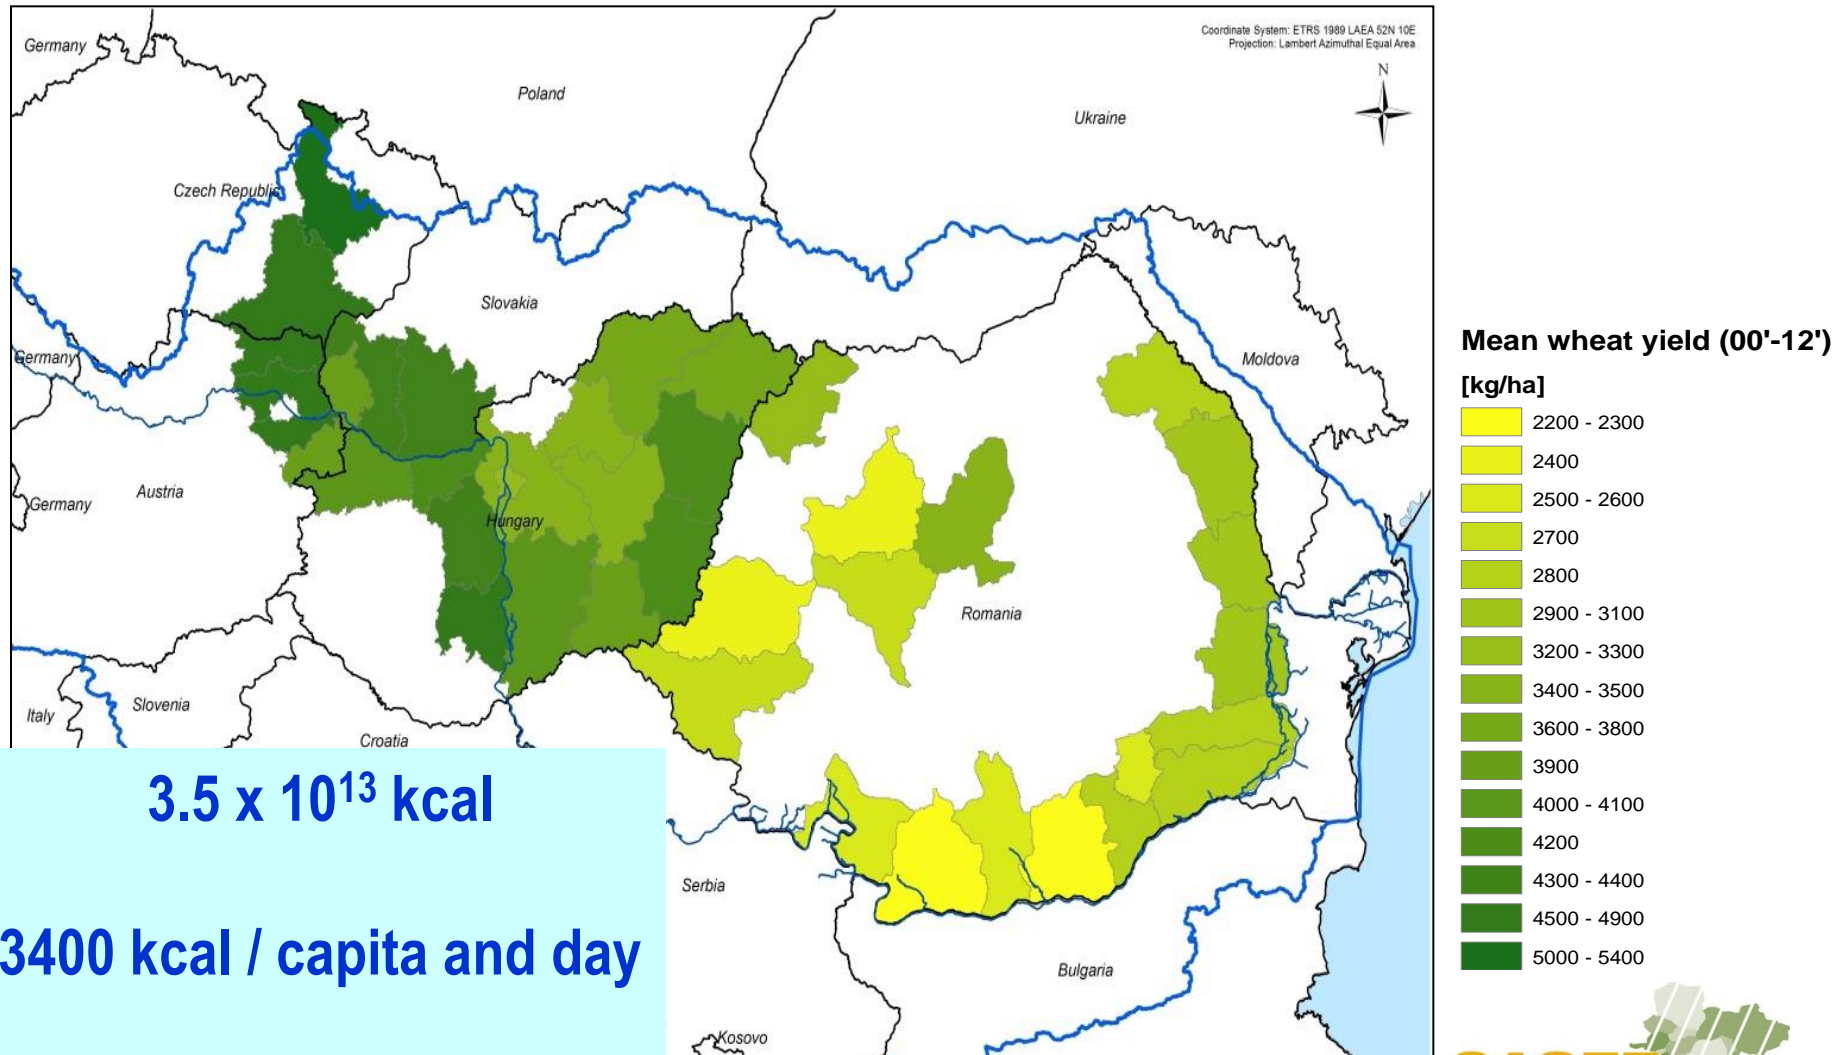 Coordinate System: ETRS 1989 LAEA 52N 10E
Projection: Lambert Azimuthal Equal Area
N
Germany
Poland
Ukraine
Czech Republic
Slovakia
Moldova
Germany
Austria
Germany
Hungary
Romania
Slovenia
Italy
Croatia
Serbia
Bulgaria
Kosovo
3.5 x 10¹³ kcal
3400 kcal / capita and day
Mean wheat yield (00'-12')
[kg/ha]
2200 - 2300
2400
2500 - 2600
2700
2800
2900 - 3100
3200 - 3300
3400 - 3500
3600 - 3800
3900
4000 - 4100
4200
4300 - 4400
4500 - 4900
5000 - 5400